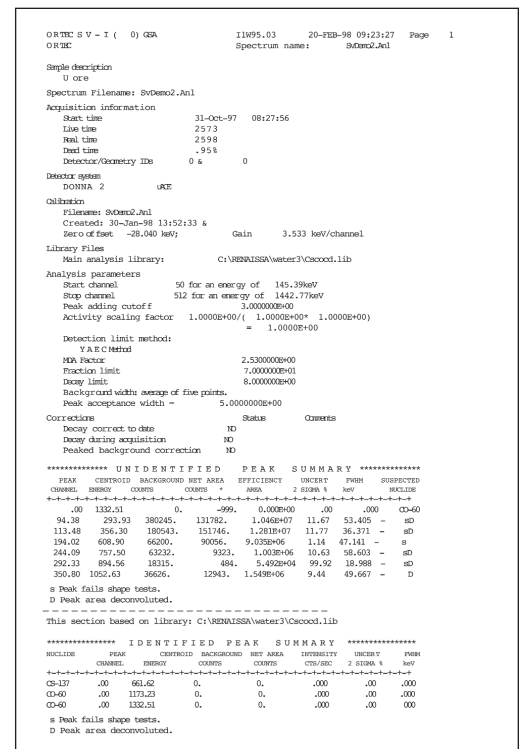 ORTEC S V - I ( 0) GSA I1W95.03 20-FEB-98 09:23:27 Page 1
ORTEC Spectrum name: SvDemo2.An1
Sample description
U ore
Spectrum Filename: SvDemo2.An1
Acquisition information
Start time 31-Oct-97 08:27:56
Live time 2573
Real time 2598
Dead time .95%
Detector/Geometry IDs 0 & 0
Detector system
DONNA 2 uACE
Calibration
Filename: SvDemo2.An1
Created: 30-Jan-98 13:52:33 &
Zero offset -28.040 keV; Gain 3.533 keV/channel
Library Files
Main analysis library: C:\RENAISSA\water3\Cscocd.lib
Analysis parameters
Start channel 50 for an energy of 145.39keV
Stop channel 512 for an energy of 1442.77keV
Peak adding cutoff 3.0000000E+00
Activity scaling factor 1.0000E+00/( 1.0000E+00* 1.0000E+00)
= 1.0000E+00
Detection limit method:
Y A E C Method
MDA Factor 2.5300000E+00
Fraction limit 7.0000000E+01
Decay limit 8.0000000E+00
Background width: average of five points.
Peak acceptance width = 5.0000000E+00
Corrections Status Comments
Decay correct to date NO
Decay during acquisition NO
Peaked background correction NO
************** U N I D E N T I F I E D P E A K S U M M A R Y **************
PEAK CENTROID BACKGROUND NET AREA EFFICIENCY UNCERT FWHM SUSPECTED
CHANNEL ENERGY COUNTS COUNTS * AREA 2 SIGMA % keV NUCLIDE
.00 1332.51 0. -999. 0.000E+00 .00 .000 CO-60
94.38 293.93 380245. 131782. 1.046E+07 11.67 53.405 - sD
113.48 356.30 180543. 151746. 1.281E+07 11.77 36.371 - sD
194.02 608.90 66200. 90056. 9.035E+06 1.14 47.141 - s
244.09 757.50 63232. 9323. 1.003E+06 10.63 58.603 - sD
292.33 894.56 18315. 484. 5.492E+04 99.92 18.988 - sD
350.80 1052.63 36626. 12943. 1.549E+06 9.44 49.667 - D
s Peak fails shape tests.
D Peak area deconvoluted.
This section based on library: C:\RENAISSA\water3\Cscocd.lib
**************** I D E N T I F I E D P E A K S U M M A R Y ****************
NUCLIDE PEAK CENTROID BACKGROUND NET AREA INTENSITY UNCERT FWHM
CHANNEL ENERGY COUNTS COUNTS CTS/SEC 2 SIGMA % keV
CS-137 .00 661.62 0. 0. .000 .00 .000
CO-60 .00 1173.23 0. 0. .000 .00 .000
CO-60 .00 1332.51 0. 0. .000 .00 000
s Peak fails shape tests.
D Peak area deconvoluted.